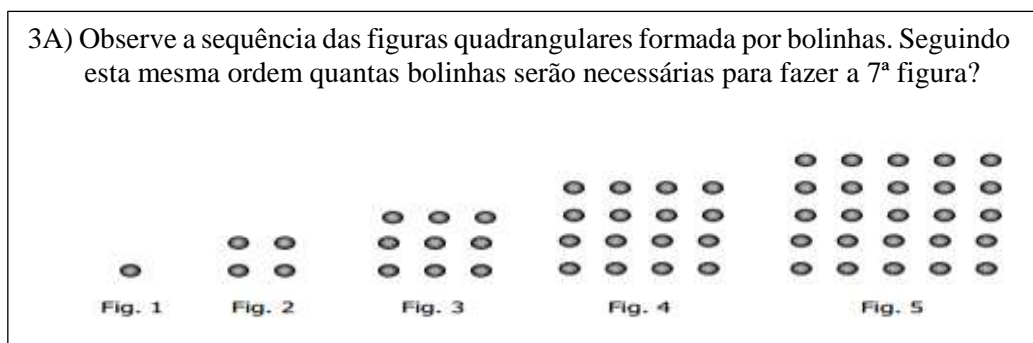 3A) Observe a sequência das figuras quadrangulares formada por bolinhas. Seguindo
esta mesma ordem quantas bolinhas serão necessárias para fazer a 7ª figura?
Fig. 1 Fig. 2 Fig. 3 Fig. 4 Fig. 5